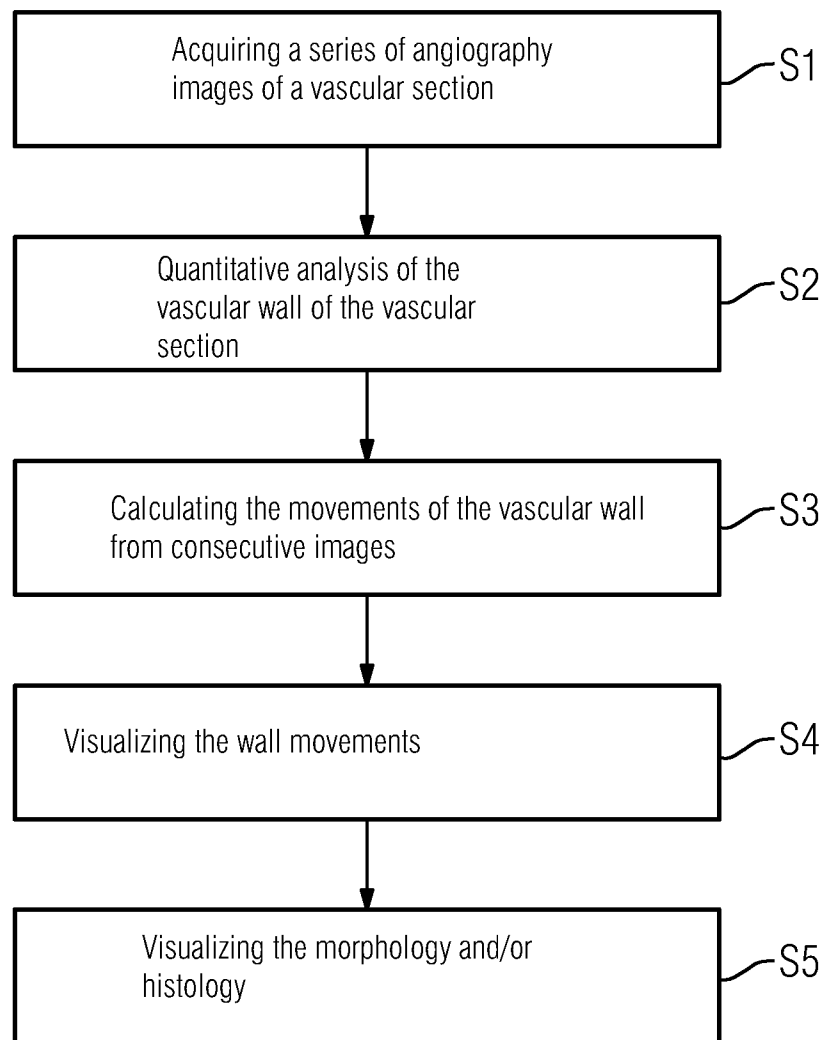 Acquiring a series of angiography
images of a vascular section
S1
Quantitative analysis of the
vascular wall of the vascular
section
S2
Calculating the movements of the vascular wall
from consecutive images
S3
Visualizing the wall movements
S4
Visualizing the morphology and/or
histology
S5